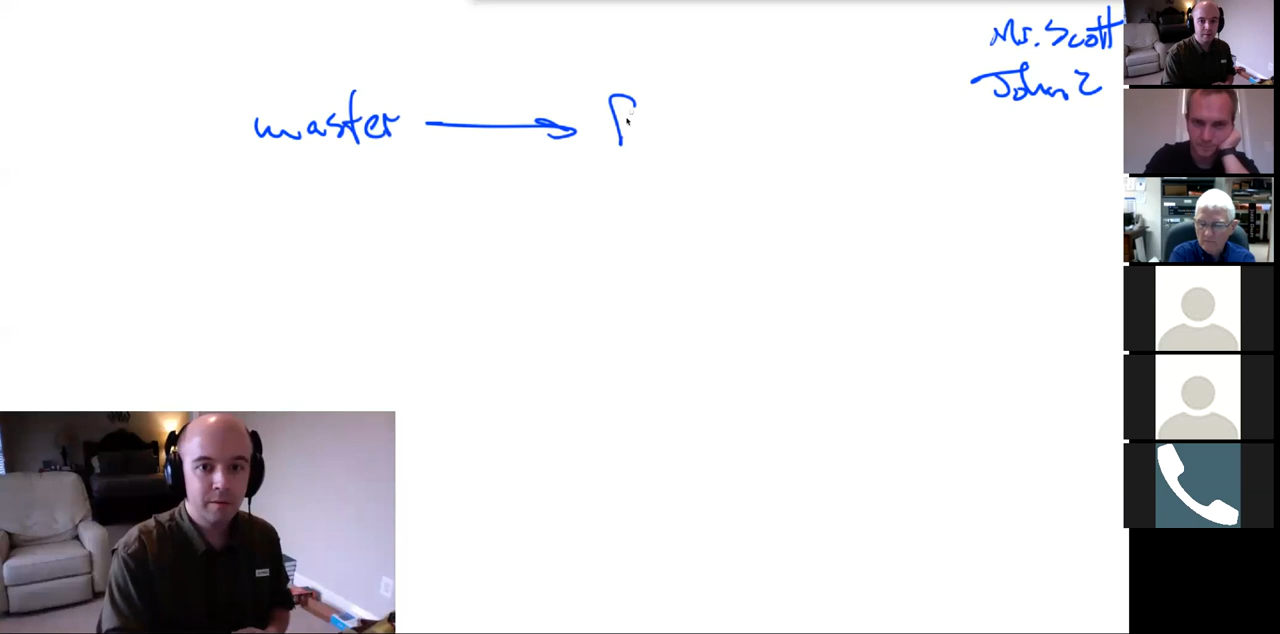 Mr. Scott
John 2
master →